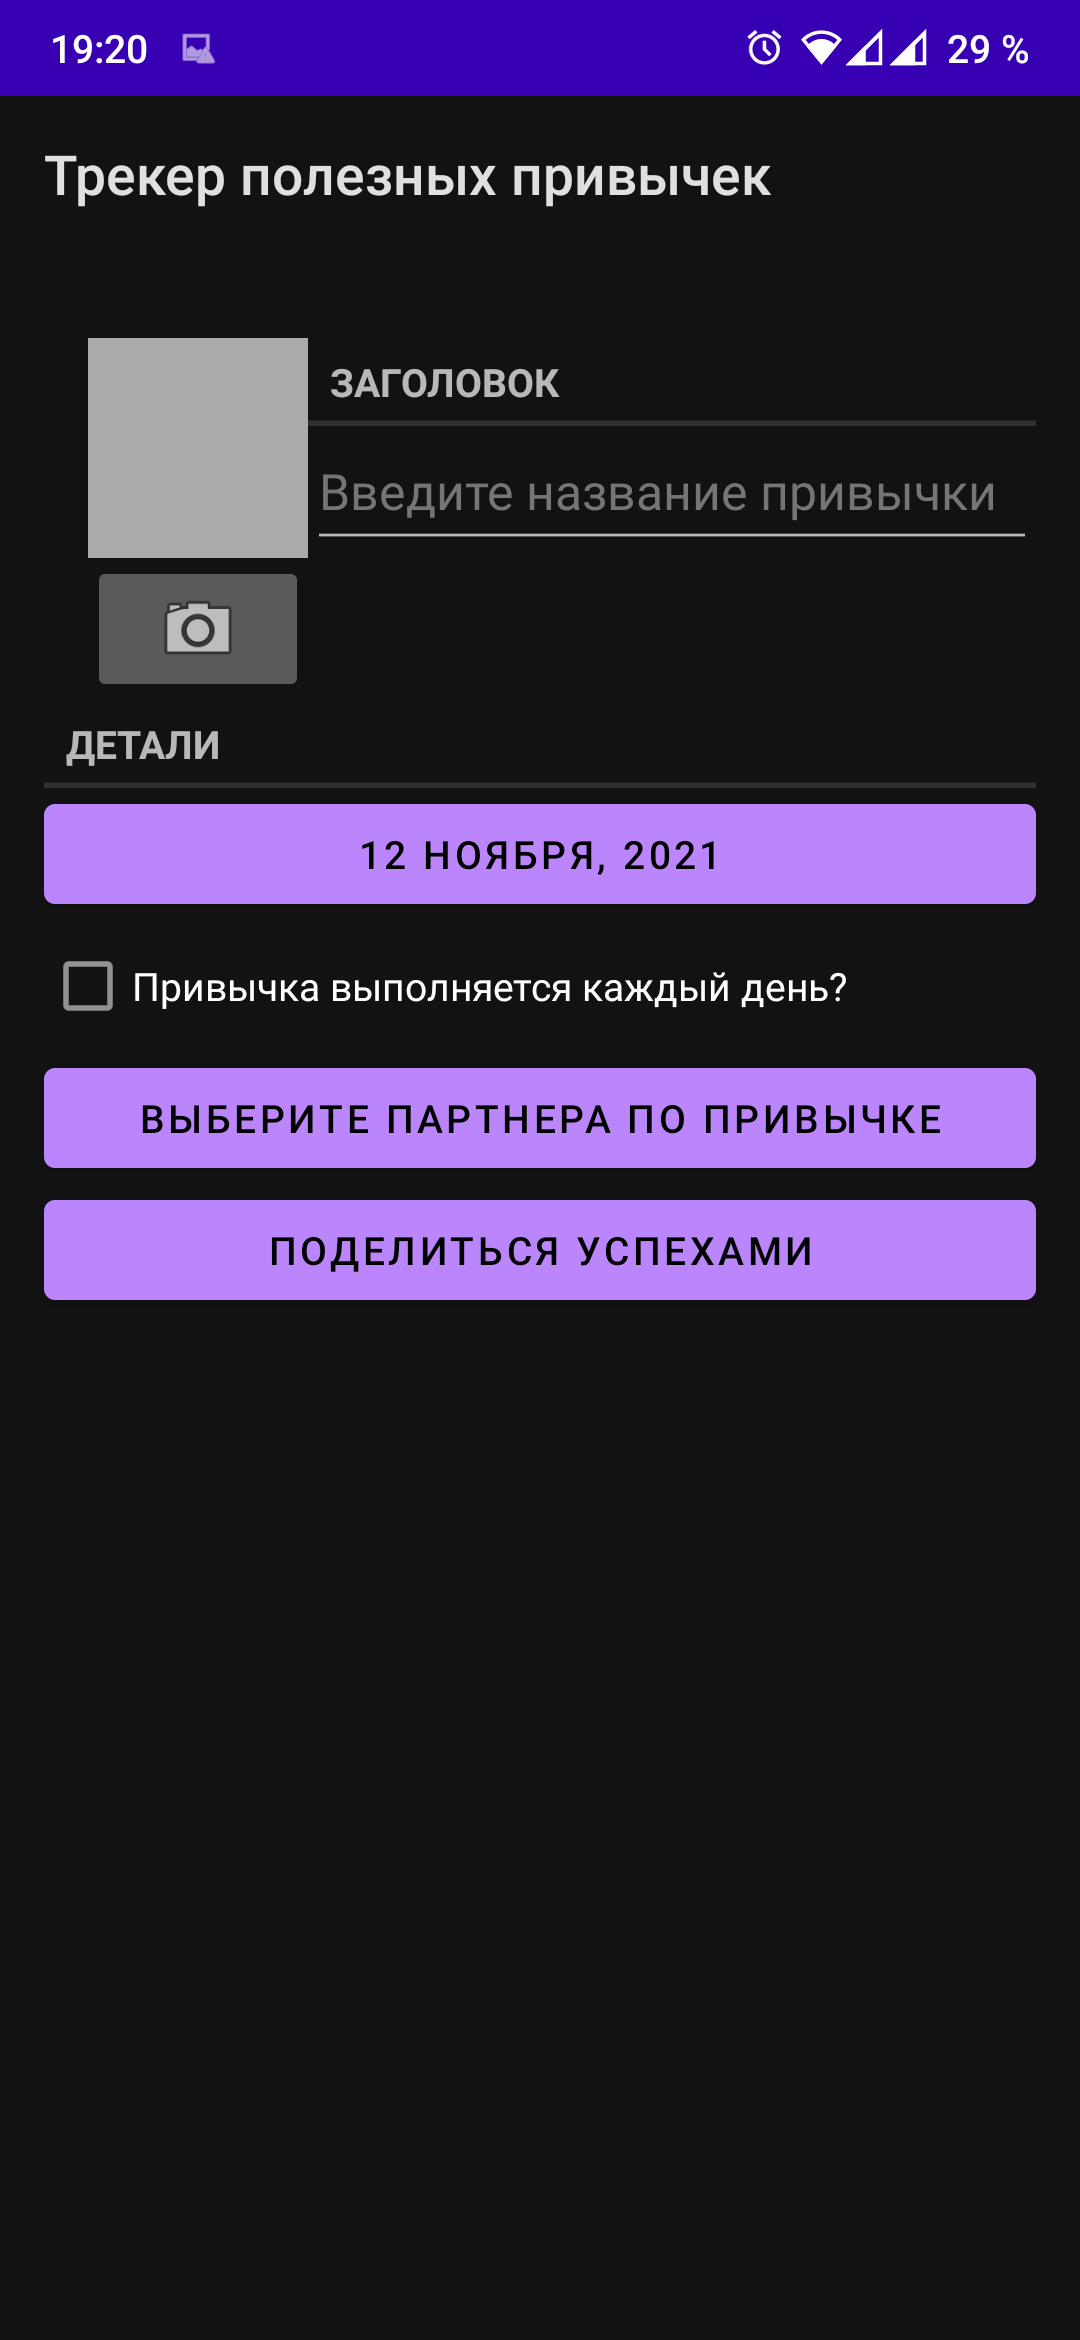 19:20 29 %
Трекер полезных привычек
ЗАГОЛОВОК
Введите название привычки
ДЕТАЛИ
12 НОЯБРЯ, 2021
Привычка выполняется каждый день?
ВЫБЕРИТЕ ПАРТНЕРА ПО ПРИВЫЧКЕ
ПОДЕЛИТЬСЯ УСПЕХАМИ